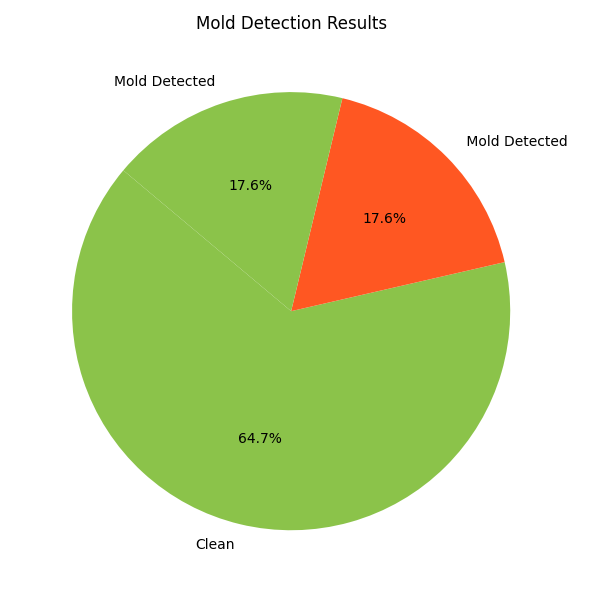 Mold Detection Results
Mold Detected
Mold Detected
17.6%
17.6%
64.7%
Clean